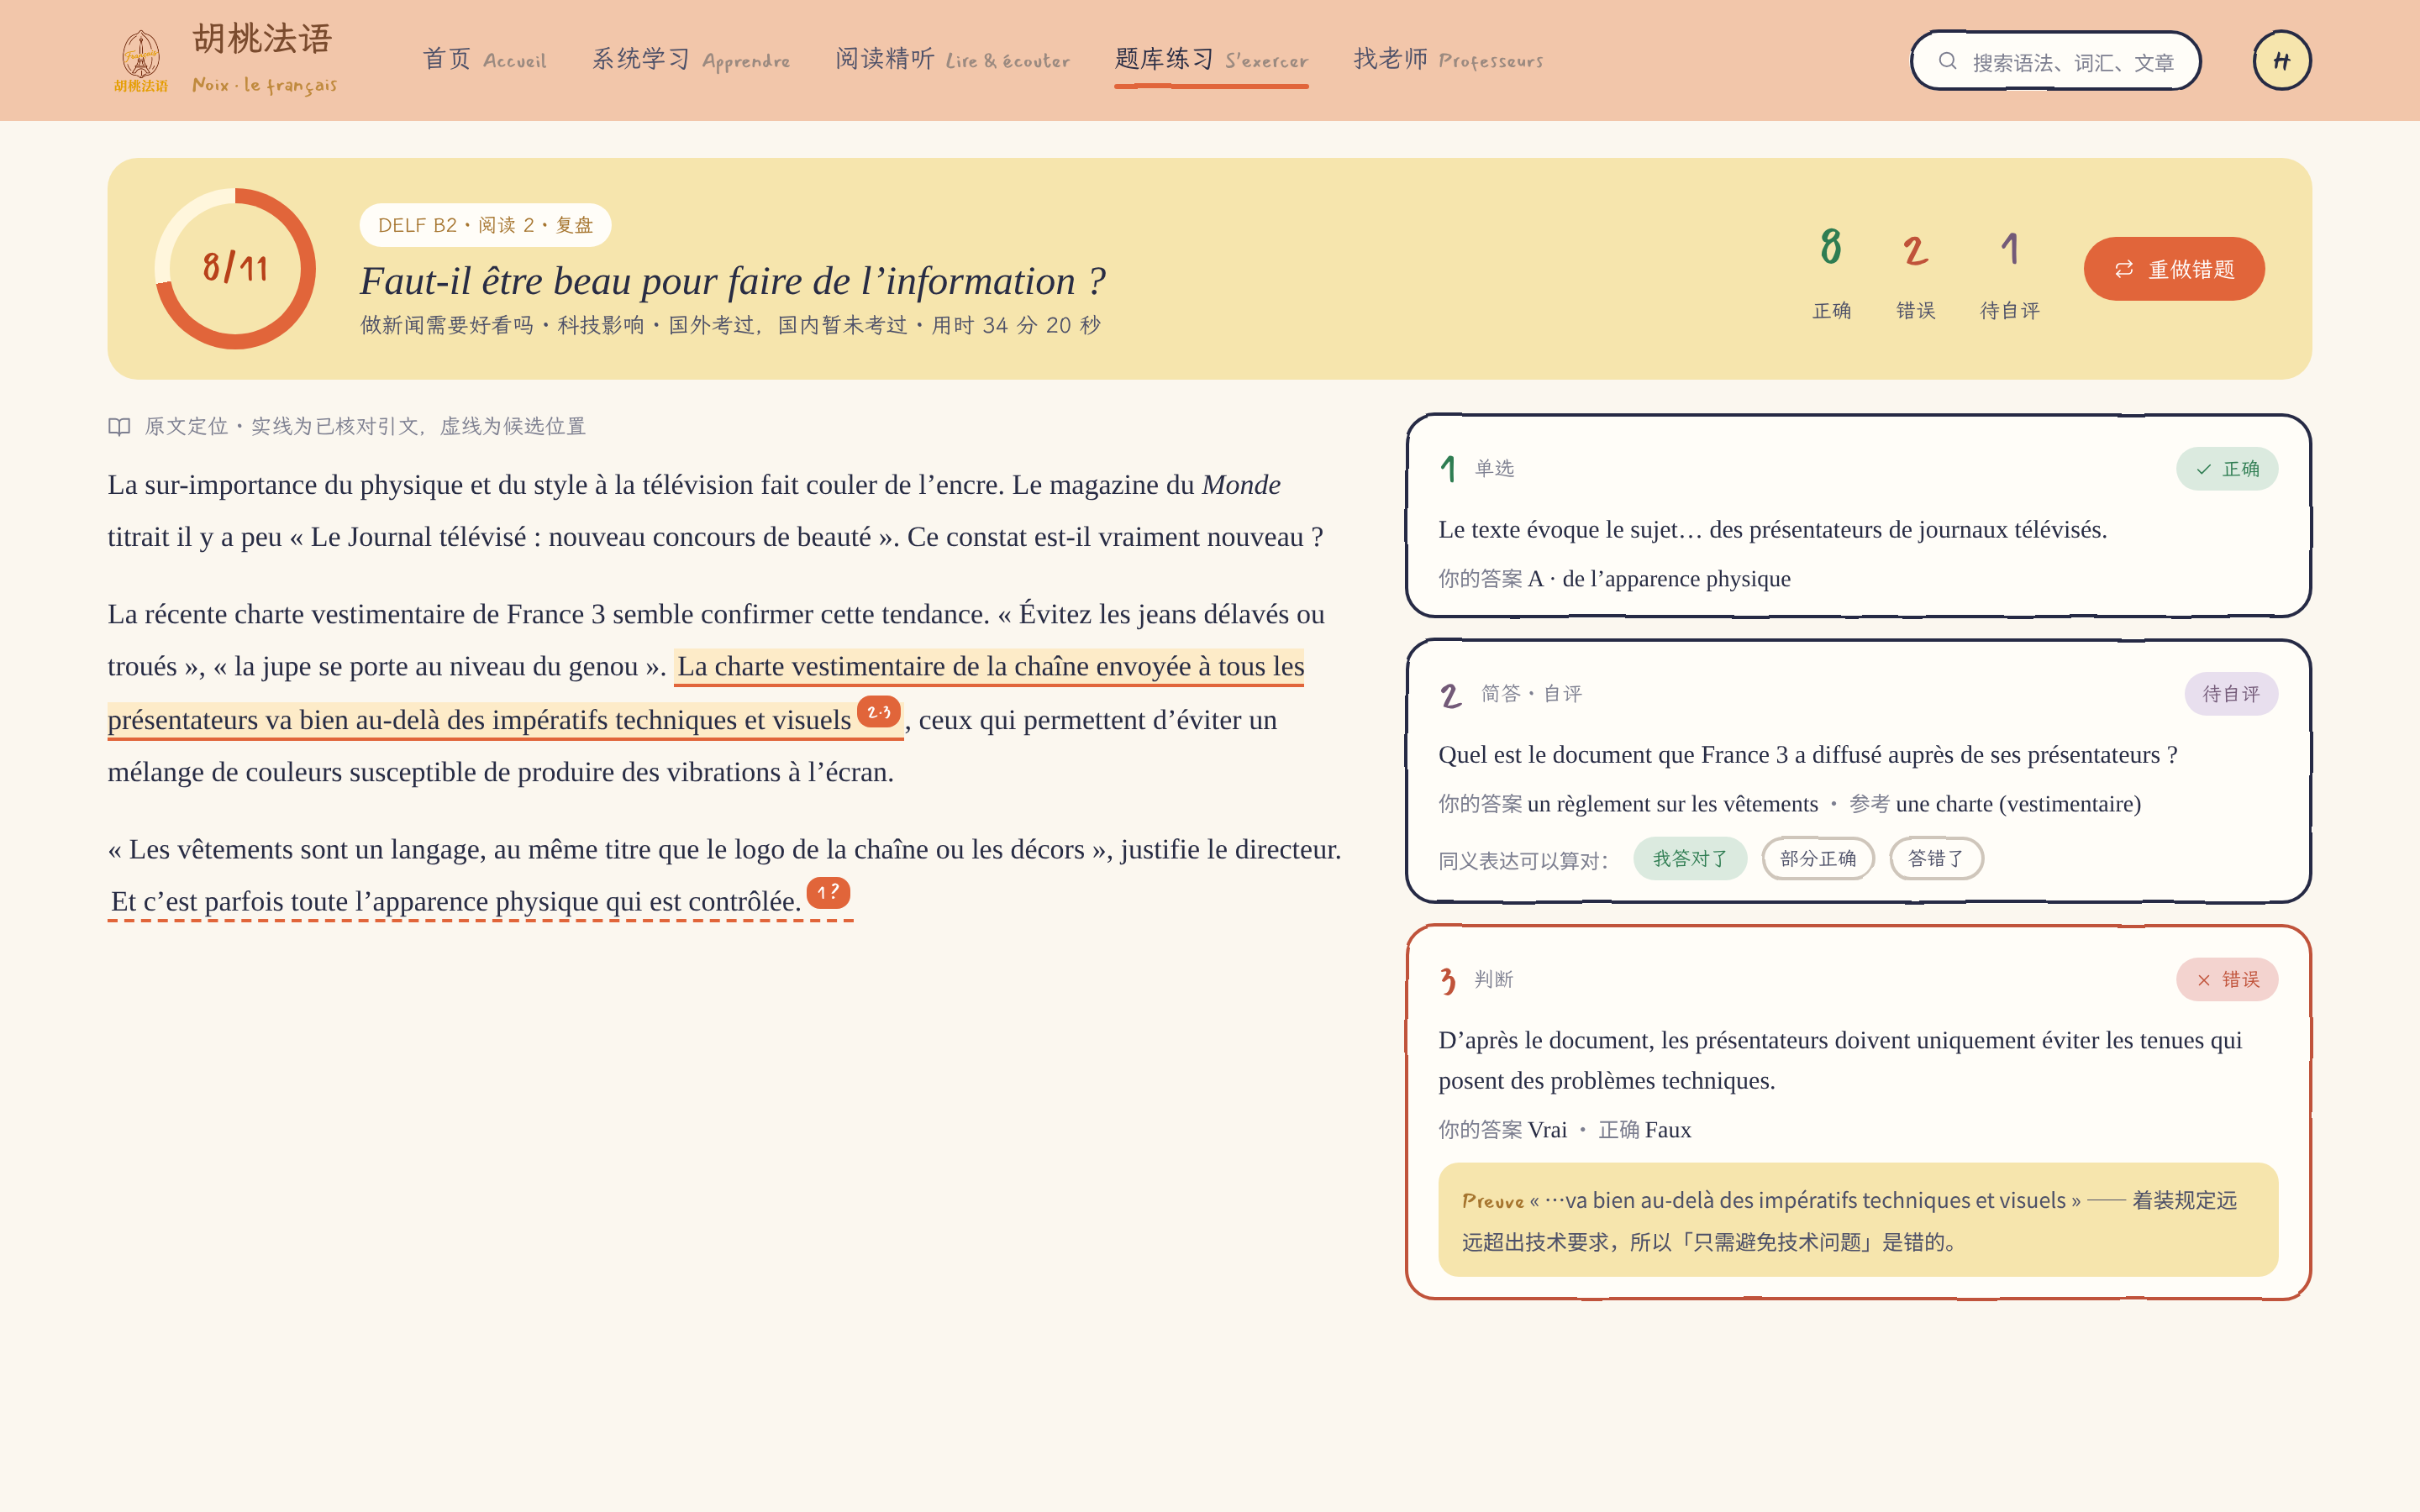 Français
胡桃法语
胡桃法语
Noix · le français
首页 Accueil
系统学习 Apprendre
阅读精听 Lire & écouter
题库练习 S'exercer
找老师 Professeurs
搜索语法、词汇、文章
H
8/11
DELF B2 · 阅读 2 · 复盘
Faut-il être beau pour faire de l’information ?
做新闻需要好看吗 · 科技影响 · 国外考过，国内暂未考过 · 用时 34 分 20 秒
8 正确
2 错误
1 待自评
重做错题
原文定位 · 实线为已核对引文，虚线为候选位置
La sur-importance du physique et du style à la télévision fait couler de l’encre. Le magazine du Monde
titrait il y a peu « Le Journal télévisé : nouveau concours de beauté ». Ce constat est-il vraiment nouveau ?
La récente charte vestimentaire de France 3 semble confirmer cette tendance. « Évitez les jeans délavés ou
troués », « la jupe se porte au niveau du genou ». La charte vestimentaire de la chaîne envoyée à tous les
présentateurs va bien au-delà des impératifs techniques et visuels 2·3 , ceux qui permettent d’éviter un
mélange de couleurs susceptible de produire des vibrations à l’écran.
« Les vêtements sont un langage, au même titre que le logo de la chaîne ou les décors », justifie le directeur.
Et c’est parfois toute l’apparence physique qui est contrôlée. 1 ?
1 单选
正确
Le texte évoque le sujet… des présentateurs de journaux télévisés.
你的答案 A · de l’apparence physique
2 简答 · 自评
待自评
Quel est le document que France 3 a diffusé auprès de ses présentateurs ?
你的答案 un règlement sur les vêtements · 参考 une charte (vestimentaire)
同义表达可以算对： 我答对了 部分正确 答错了
3 判断
错误
D’après le document, les présentateurs doivent uniquement éviter les tenues qui
posent des problèmes techniques.
你的答案 Vrai · 正确 Faux
Preuve « …va bien au-delà des impératifs techniques et visuels » —— 着装规定远
远超出技术要求，所以「只需避免技术问题」是错的。